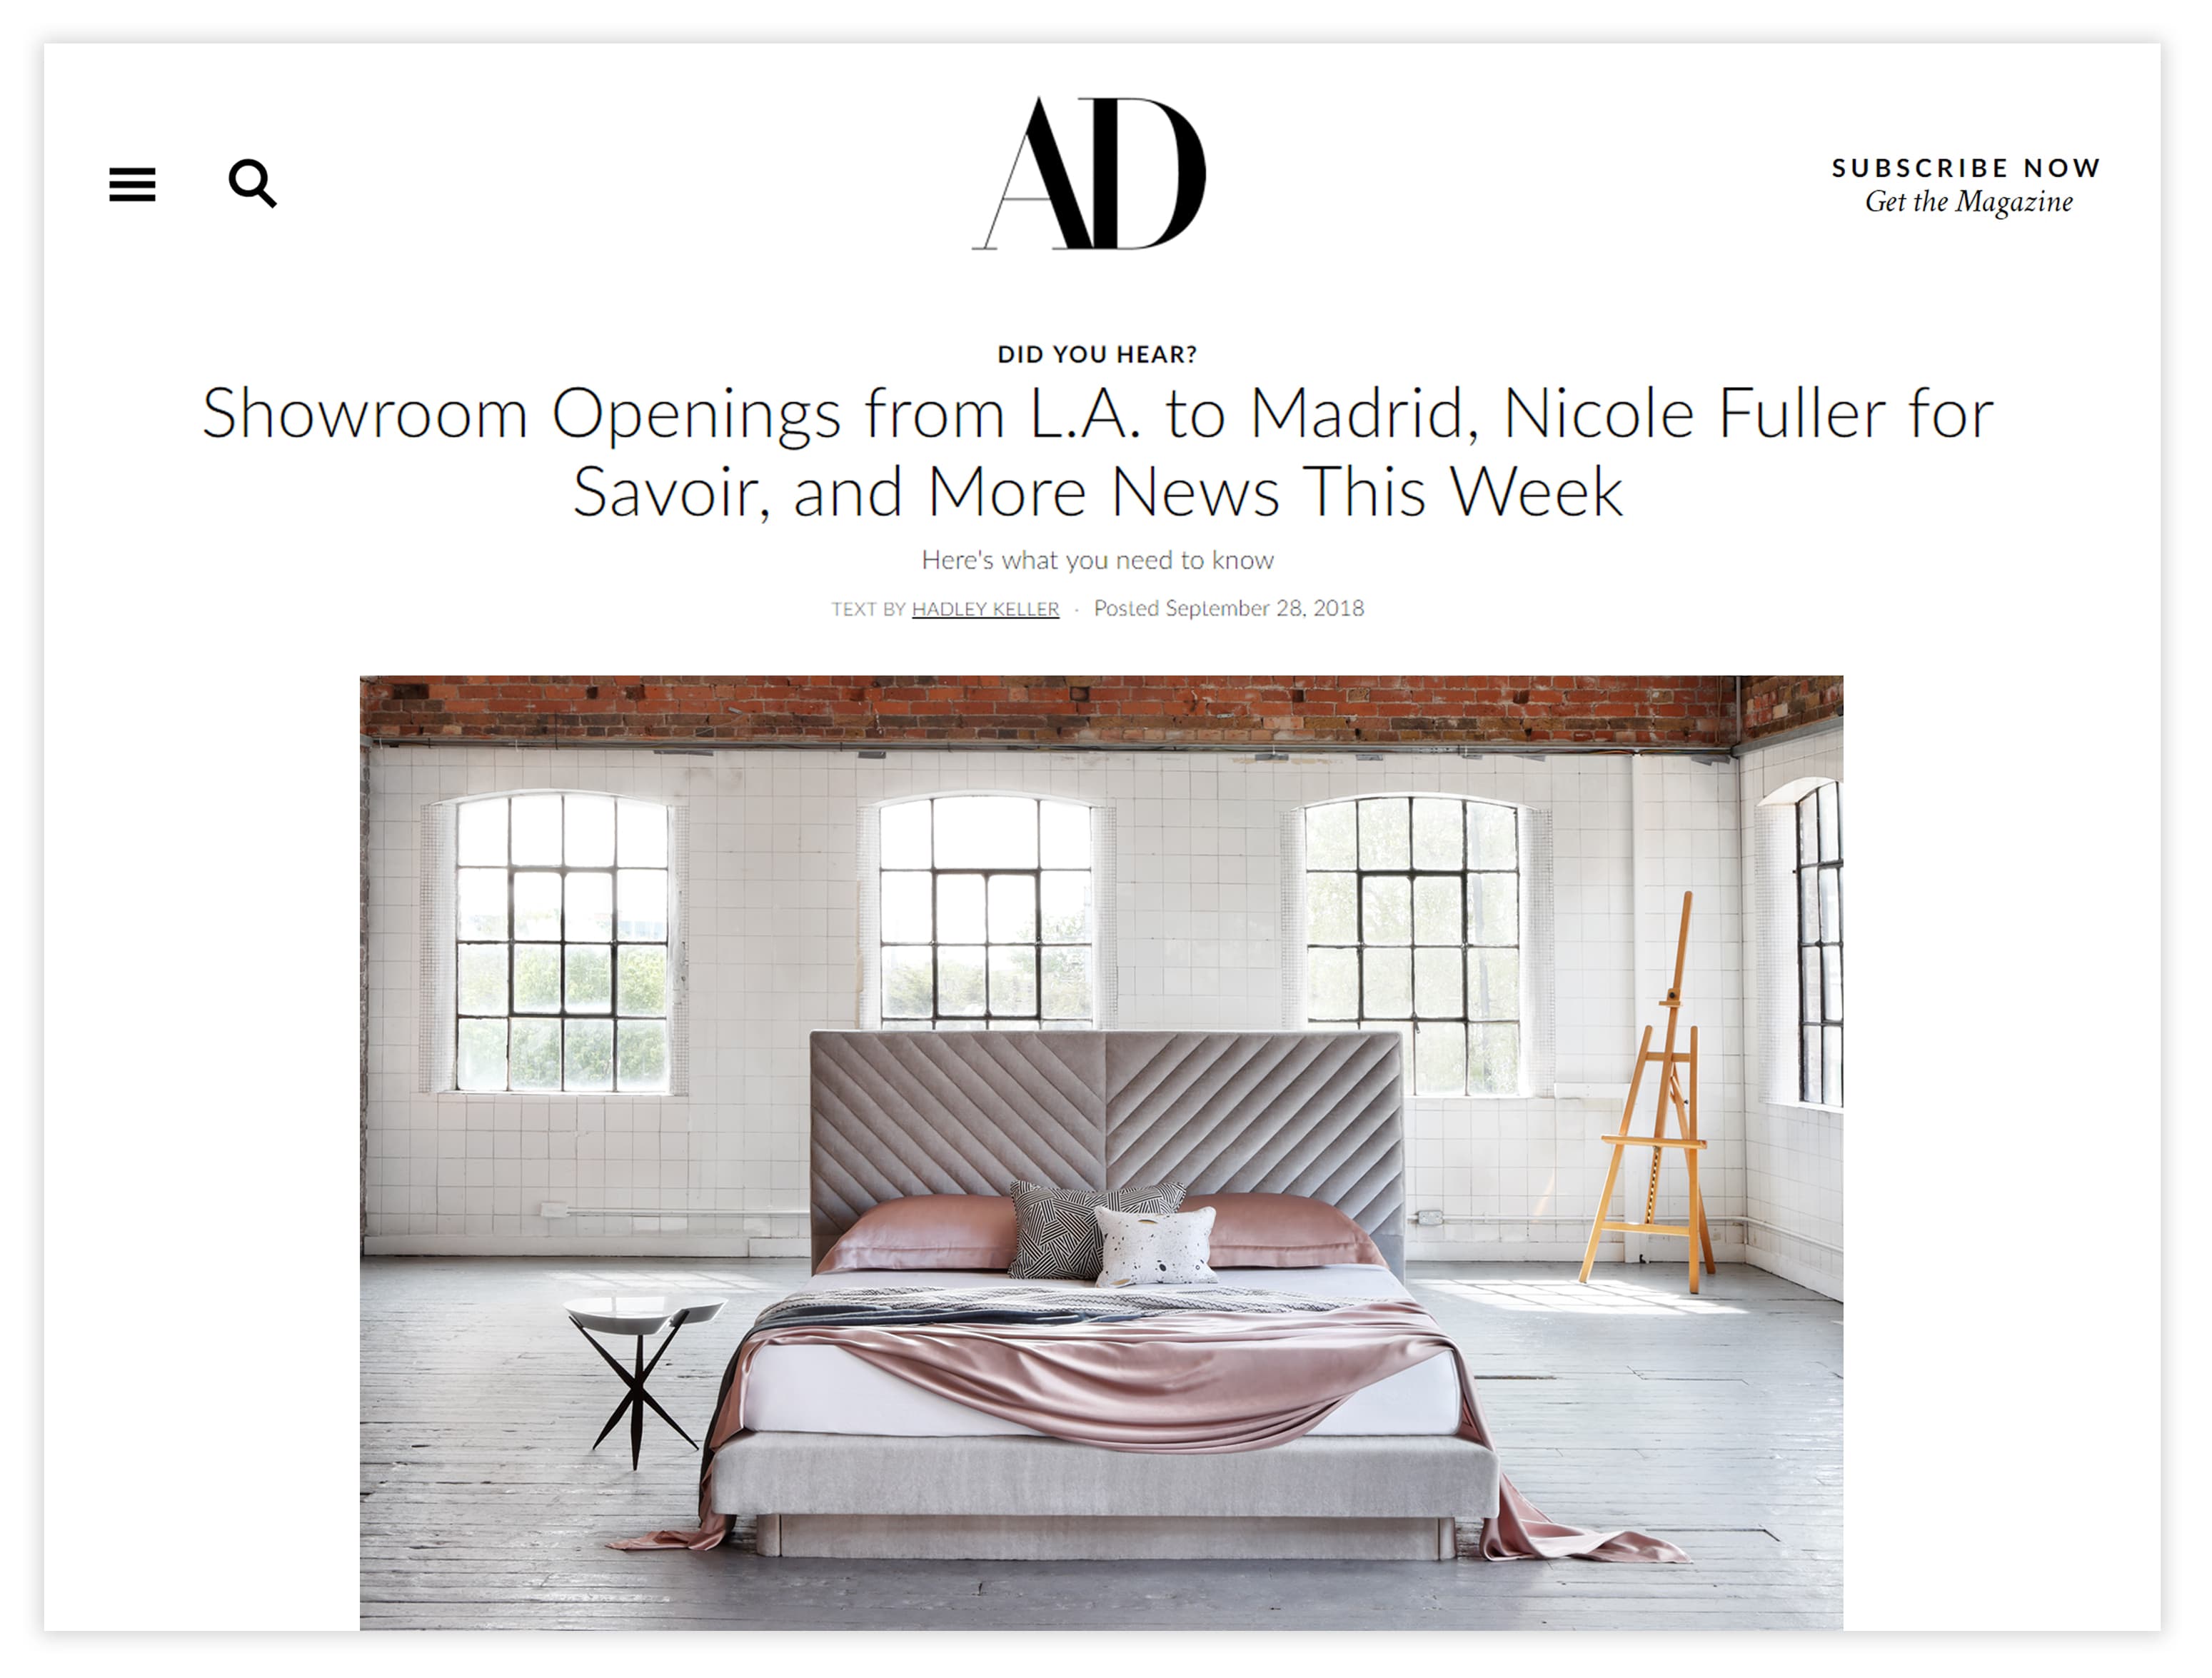 AD
SUBSCRIBE NOW
Get the Magazine
DID YOU HEAR?
Showroom Openings from L.A. to Madrid, Nicole Fuller for
Savoir, and More News This Week
Here's what you need to know
TEXT BY HADLEY KELLER · Posted September 28, 2018